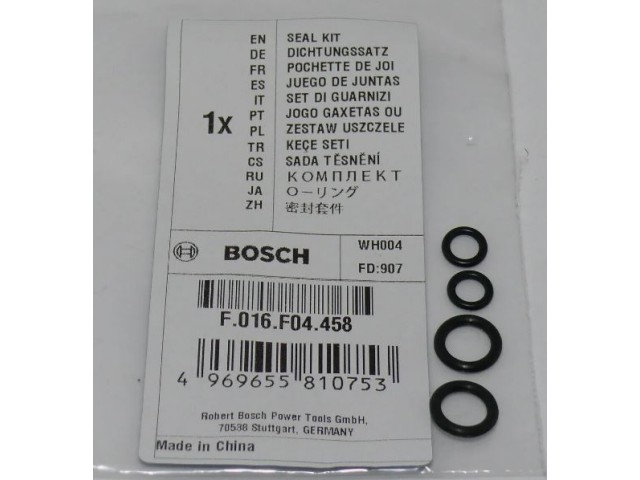 1x
EN SEAL KIT
DE DICHTUNGSSATZ
FR POCHETTE DE JOI
ES JUEGO DE JUNTAS
IT SET DI GUARNIZI
PT JOGO GAXETAS OU
PL ZESTAW USZCZELE
TR KEÇE SETI
CS SADA TĚSNĚNÍ
RU КОМПЛЕКТ
JA O－リング
ZH 密封套件
BOSCH
WH004
FD:907
F.016.F04.458
4 969655 810753
Robert Bosch Power Tools GmbH,
70538 Stuttgart, GERMANY
Made in China